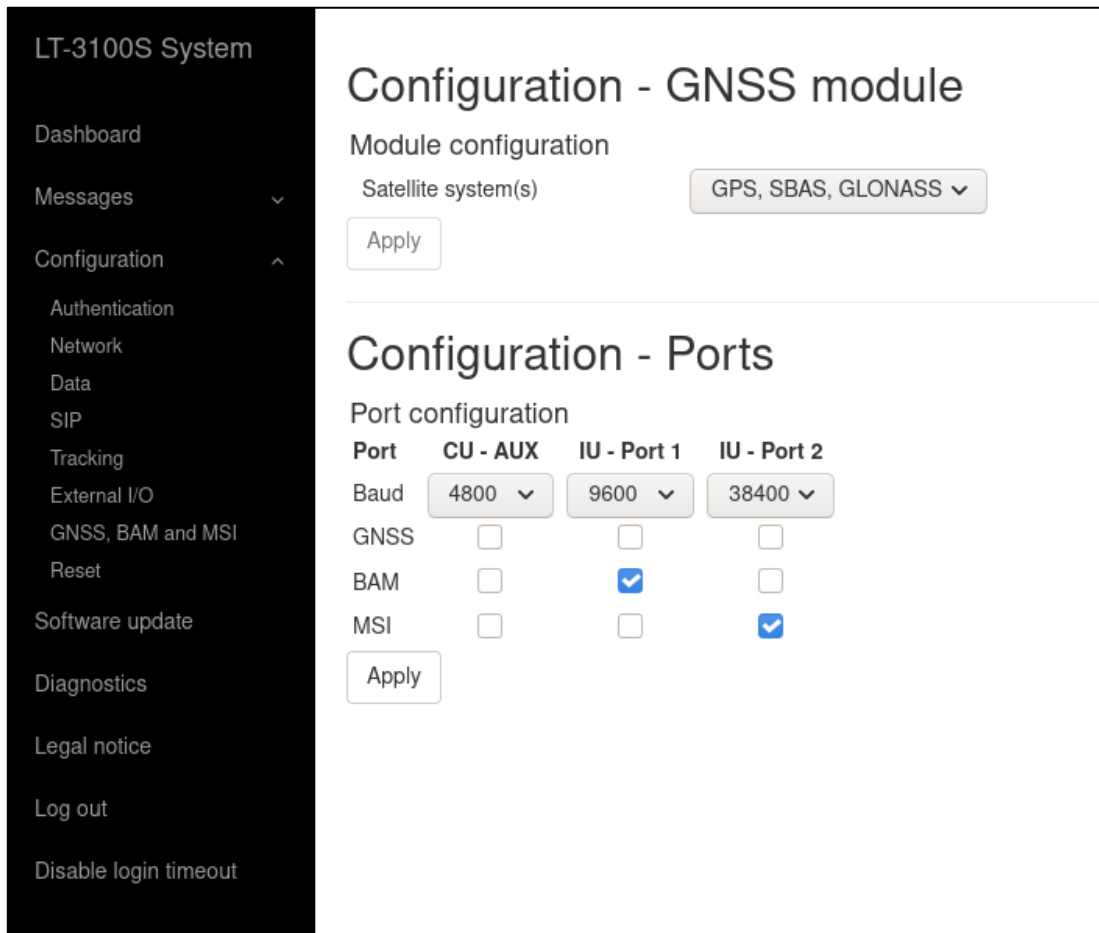 LT-3100S System
Dashboard
Messages
Configuration
Authentication
Network
Data
SIP
Tracking
External I/O
GNSS, BAM and MSI
Reset
Software update
Diagnostics
Legal notice
Log out
Disable login timeout
Configuration - GNSS module
Module configuration
Satellite system(s) GPS, SBAS, GLONASS
Apply
Configuration - Ports
Port configuration
Port CU - AUX IU - Port 1 IU - Port 2
Baud 4800 9600 38400
GNSS
BAM
MSI
Apply